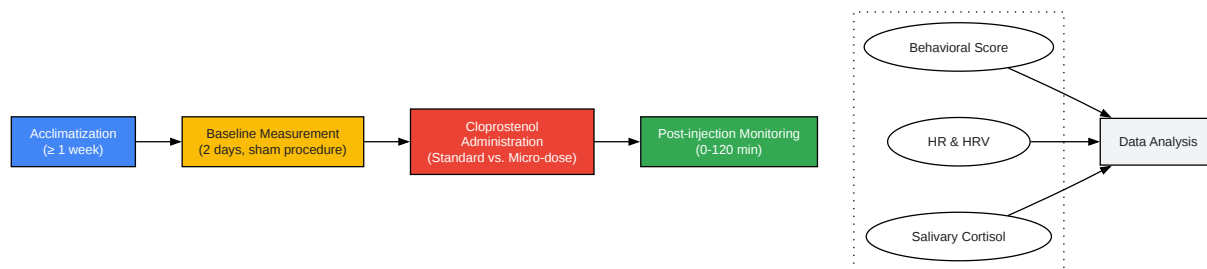 Acclimatization
(≥ 1 week)
Baseline Measurement
(2 days, sham procedure)
Cloprostenol
Administration
(Standard vs. Micro-dose)
Post-injection Monitoring
(0-120 min)
Behavioral Score
HR & HRV
Salivary Cortisol
Data Analysis